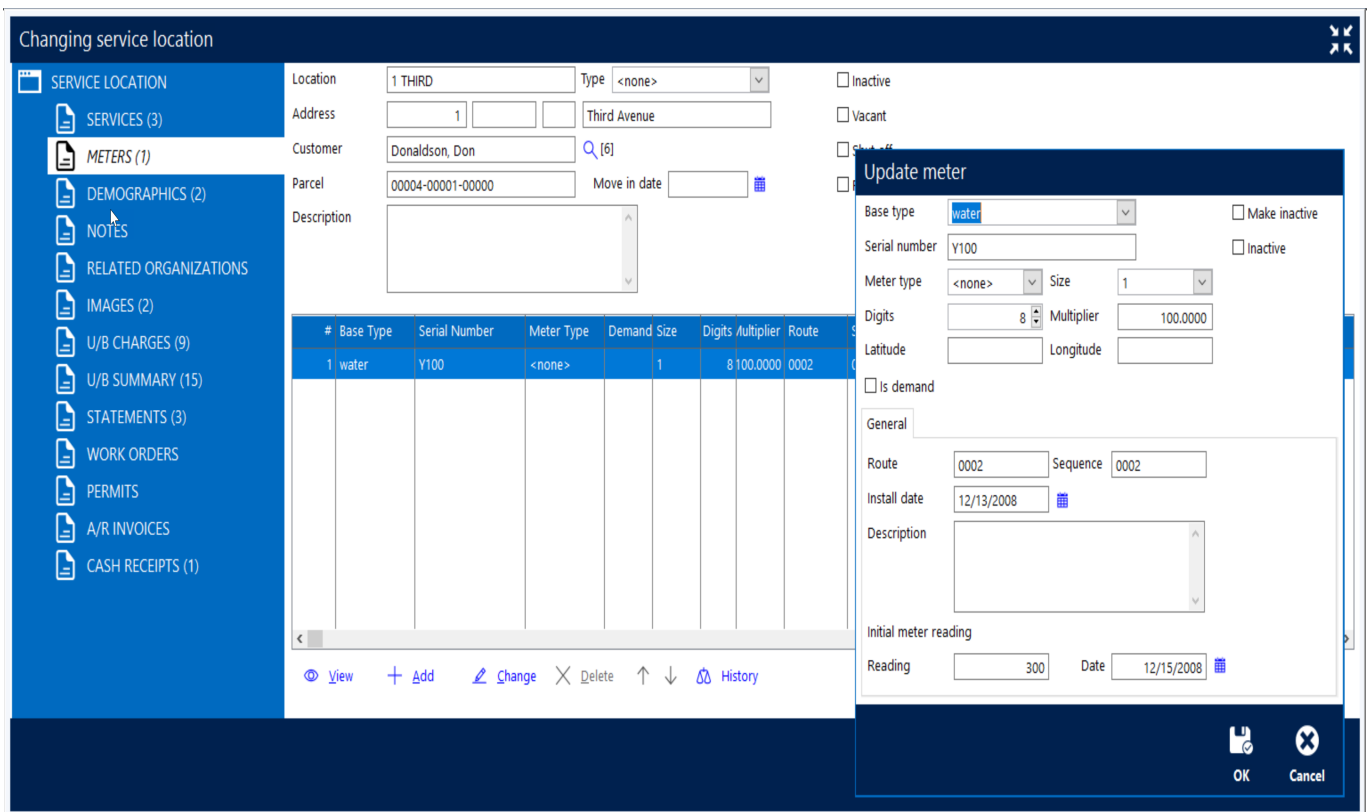 Changing service location
SERVICE LOCATION
SERVICES (3)
METERS (1)
DEMOGRAPHICS (2)
NOTES
RELATED ORGANIZATIONS
IMAGES (2)
U/B CHARGES (9)
U/B SUMMARY (15)
STATEMENTS (3)
WORK ORDERS
PERMITS
A/R INVOICES
CASH RECEIPTS (1)
Location 1 THIRD Type <none>
Address 1 Third Avenue
Customer Donaldson, Don [6]
Parcel 00004-00001-00000 Move in date
Description
Inactive
Vacant
# Base Type Serial Number Meter Type Demand Size Digits Multiplier Route
1 water Y100 <none> 1 8 100.0000 0002
View Add Change Delete History
Update meter
Base type water Make inactive
Serial number Y100 Inactive
Meter type <none> Size 1
Digits 8 Multiplier 100.0000
Latitude Longitude
Is demand
General
Route 0002 Sequence 0002
Install date 12/13/2008
Description
Initial meter reading
Reading 300 Date 12/15/2008
OK Cancel